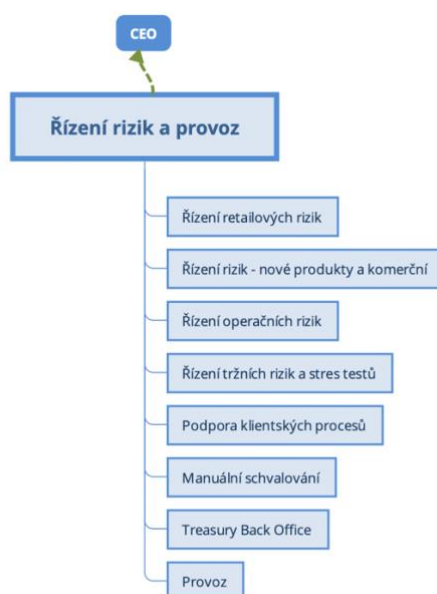 CEO
Řízení rizik a provoz
Řízení retailových rizik
Řízení rizik - nové produkty a komerční
Řízení operačních rizik
Řízení tržních rizik a stres testů
Podpora klientských procesů
Manuální schvalování
Treasury Back Office
Provoz